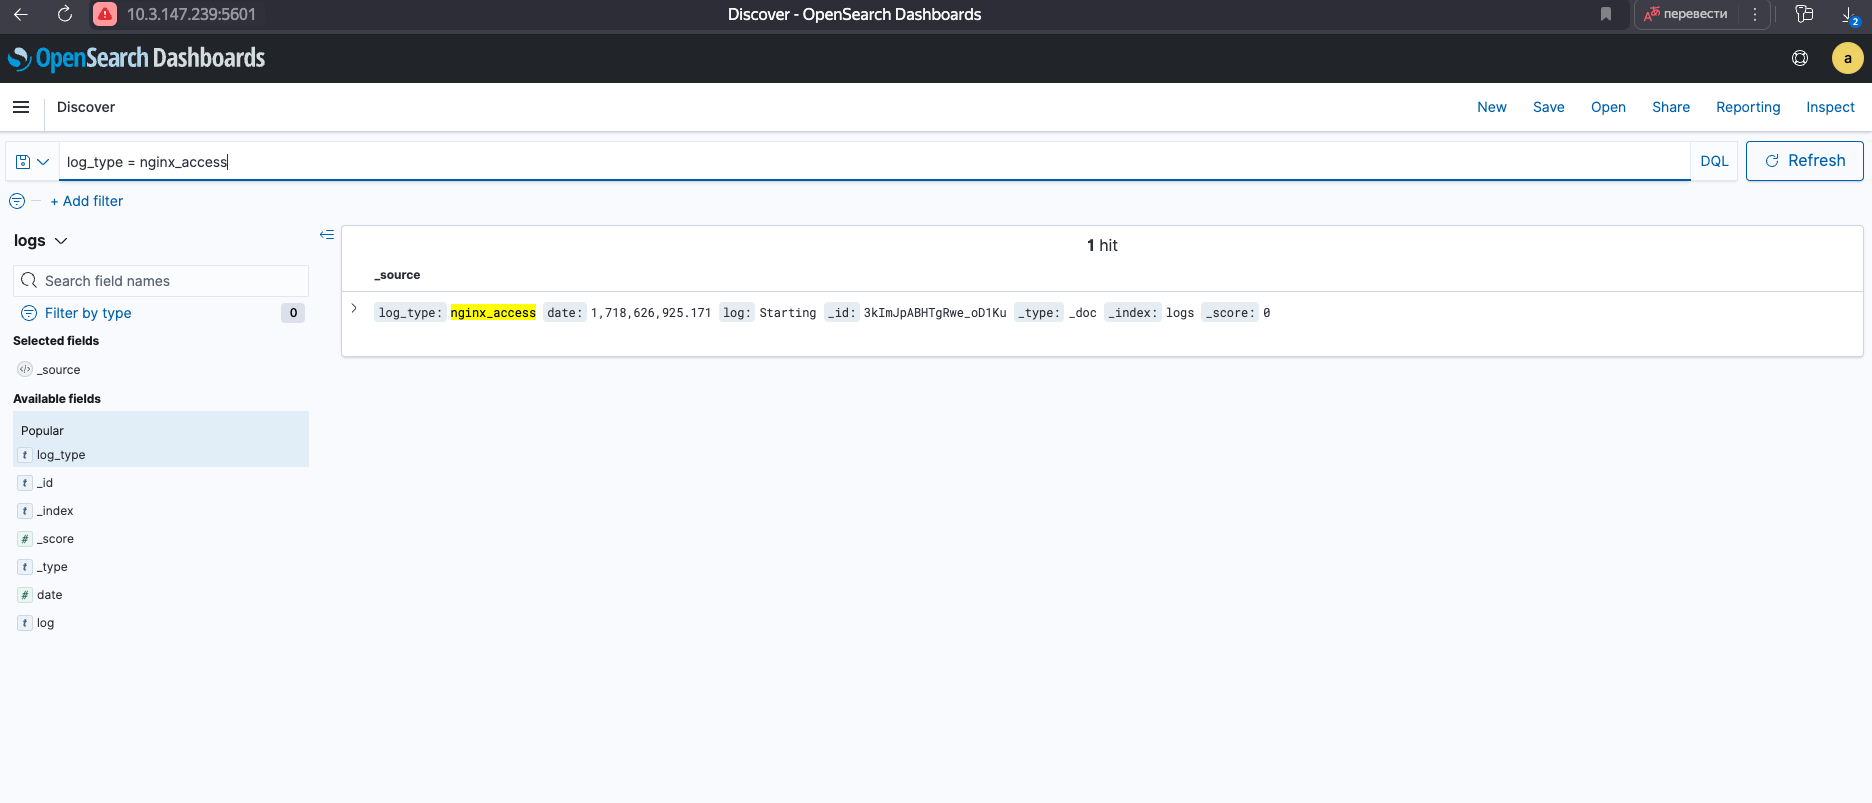 10.3.147.239:5601
Discover - OpenSearch Dashboards
перевести
2
OpenSearch Dashboards
a
Discover
New Save Open Share Reporting Inspect
log_type = nginx_access
DQL
Refresh
+ Add filter
logs
Search field names
Filter by type 0
Selected fields
_source
Available fields
Popular
t log_type
t _id
t _index
# _score
t _type
# date
t log
1 hit
_source
log_type: nginx_access date: 1,718,626,925.171 log: Starting _id: 3kImJpABHTgRwe_oD1Ku _type: _doc _index: logs _score: 0